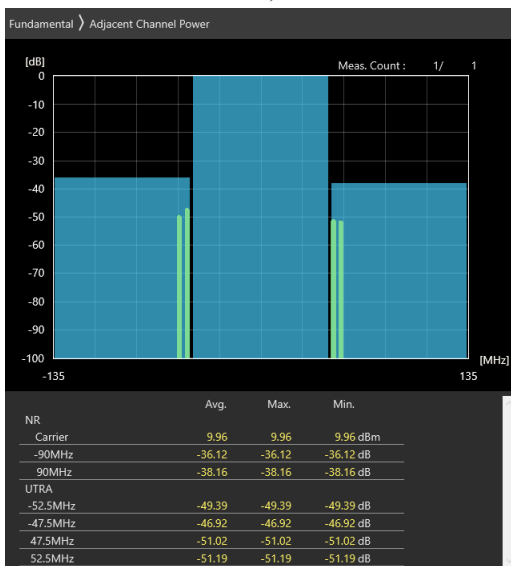 Fundamental ❭ Adjacent Channel Power
[dB]
Meas. Count : 1/ 1
0
-10
-20
-30
-40
-50
-60
-70
-80
-90
-100
[MHz]
-135 135
Avg. Max. Min.
NR
Carrier 9.96 9.96 9.96 dBm
-90MHz -36.12 -36.12 -36.12 dB
90MHz -38.16 -38.16 -38.16 dB
UTRA
-52.5MHz -49.39 -49.39 -49.39 dB
-47.5MHz -46.92 -46.92 -46.92 dB
47.5MHz -51.02 -51.02 -51.02 dB
52.5MHz -51.19 -51.19 -51.19 dB